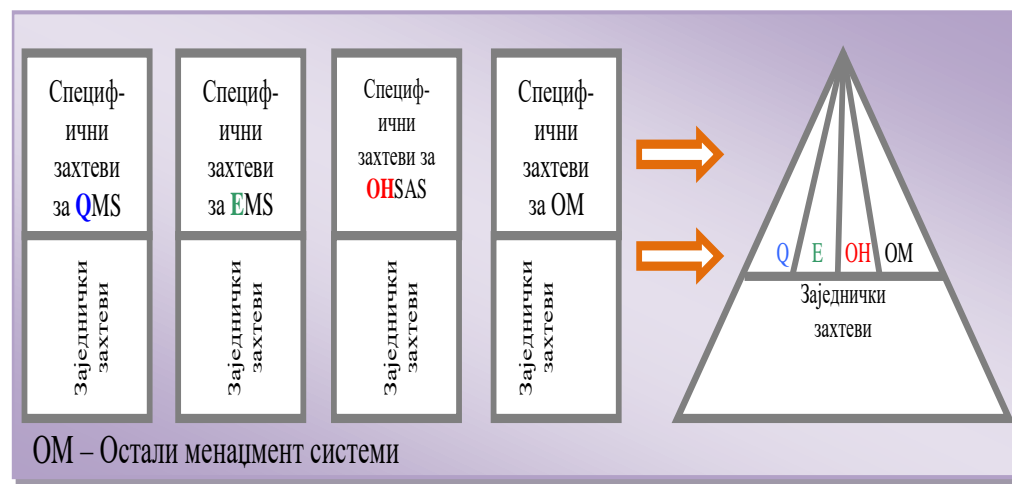 Специф-
ични
захтеви
за QMS
Специф-
ични
захтеви
за EMS
Специф-
ични
захтеви за
OHSAS
Специф-
ични
захтеви
за ОМ
Заједнички
захтеви
Заједнички
захтеви
Заједнички
захтеви
Заједнички
захтеви
Q E OH OM
Заједнички
захтеви
ОМ – Остали менаџмент системи